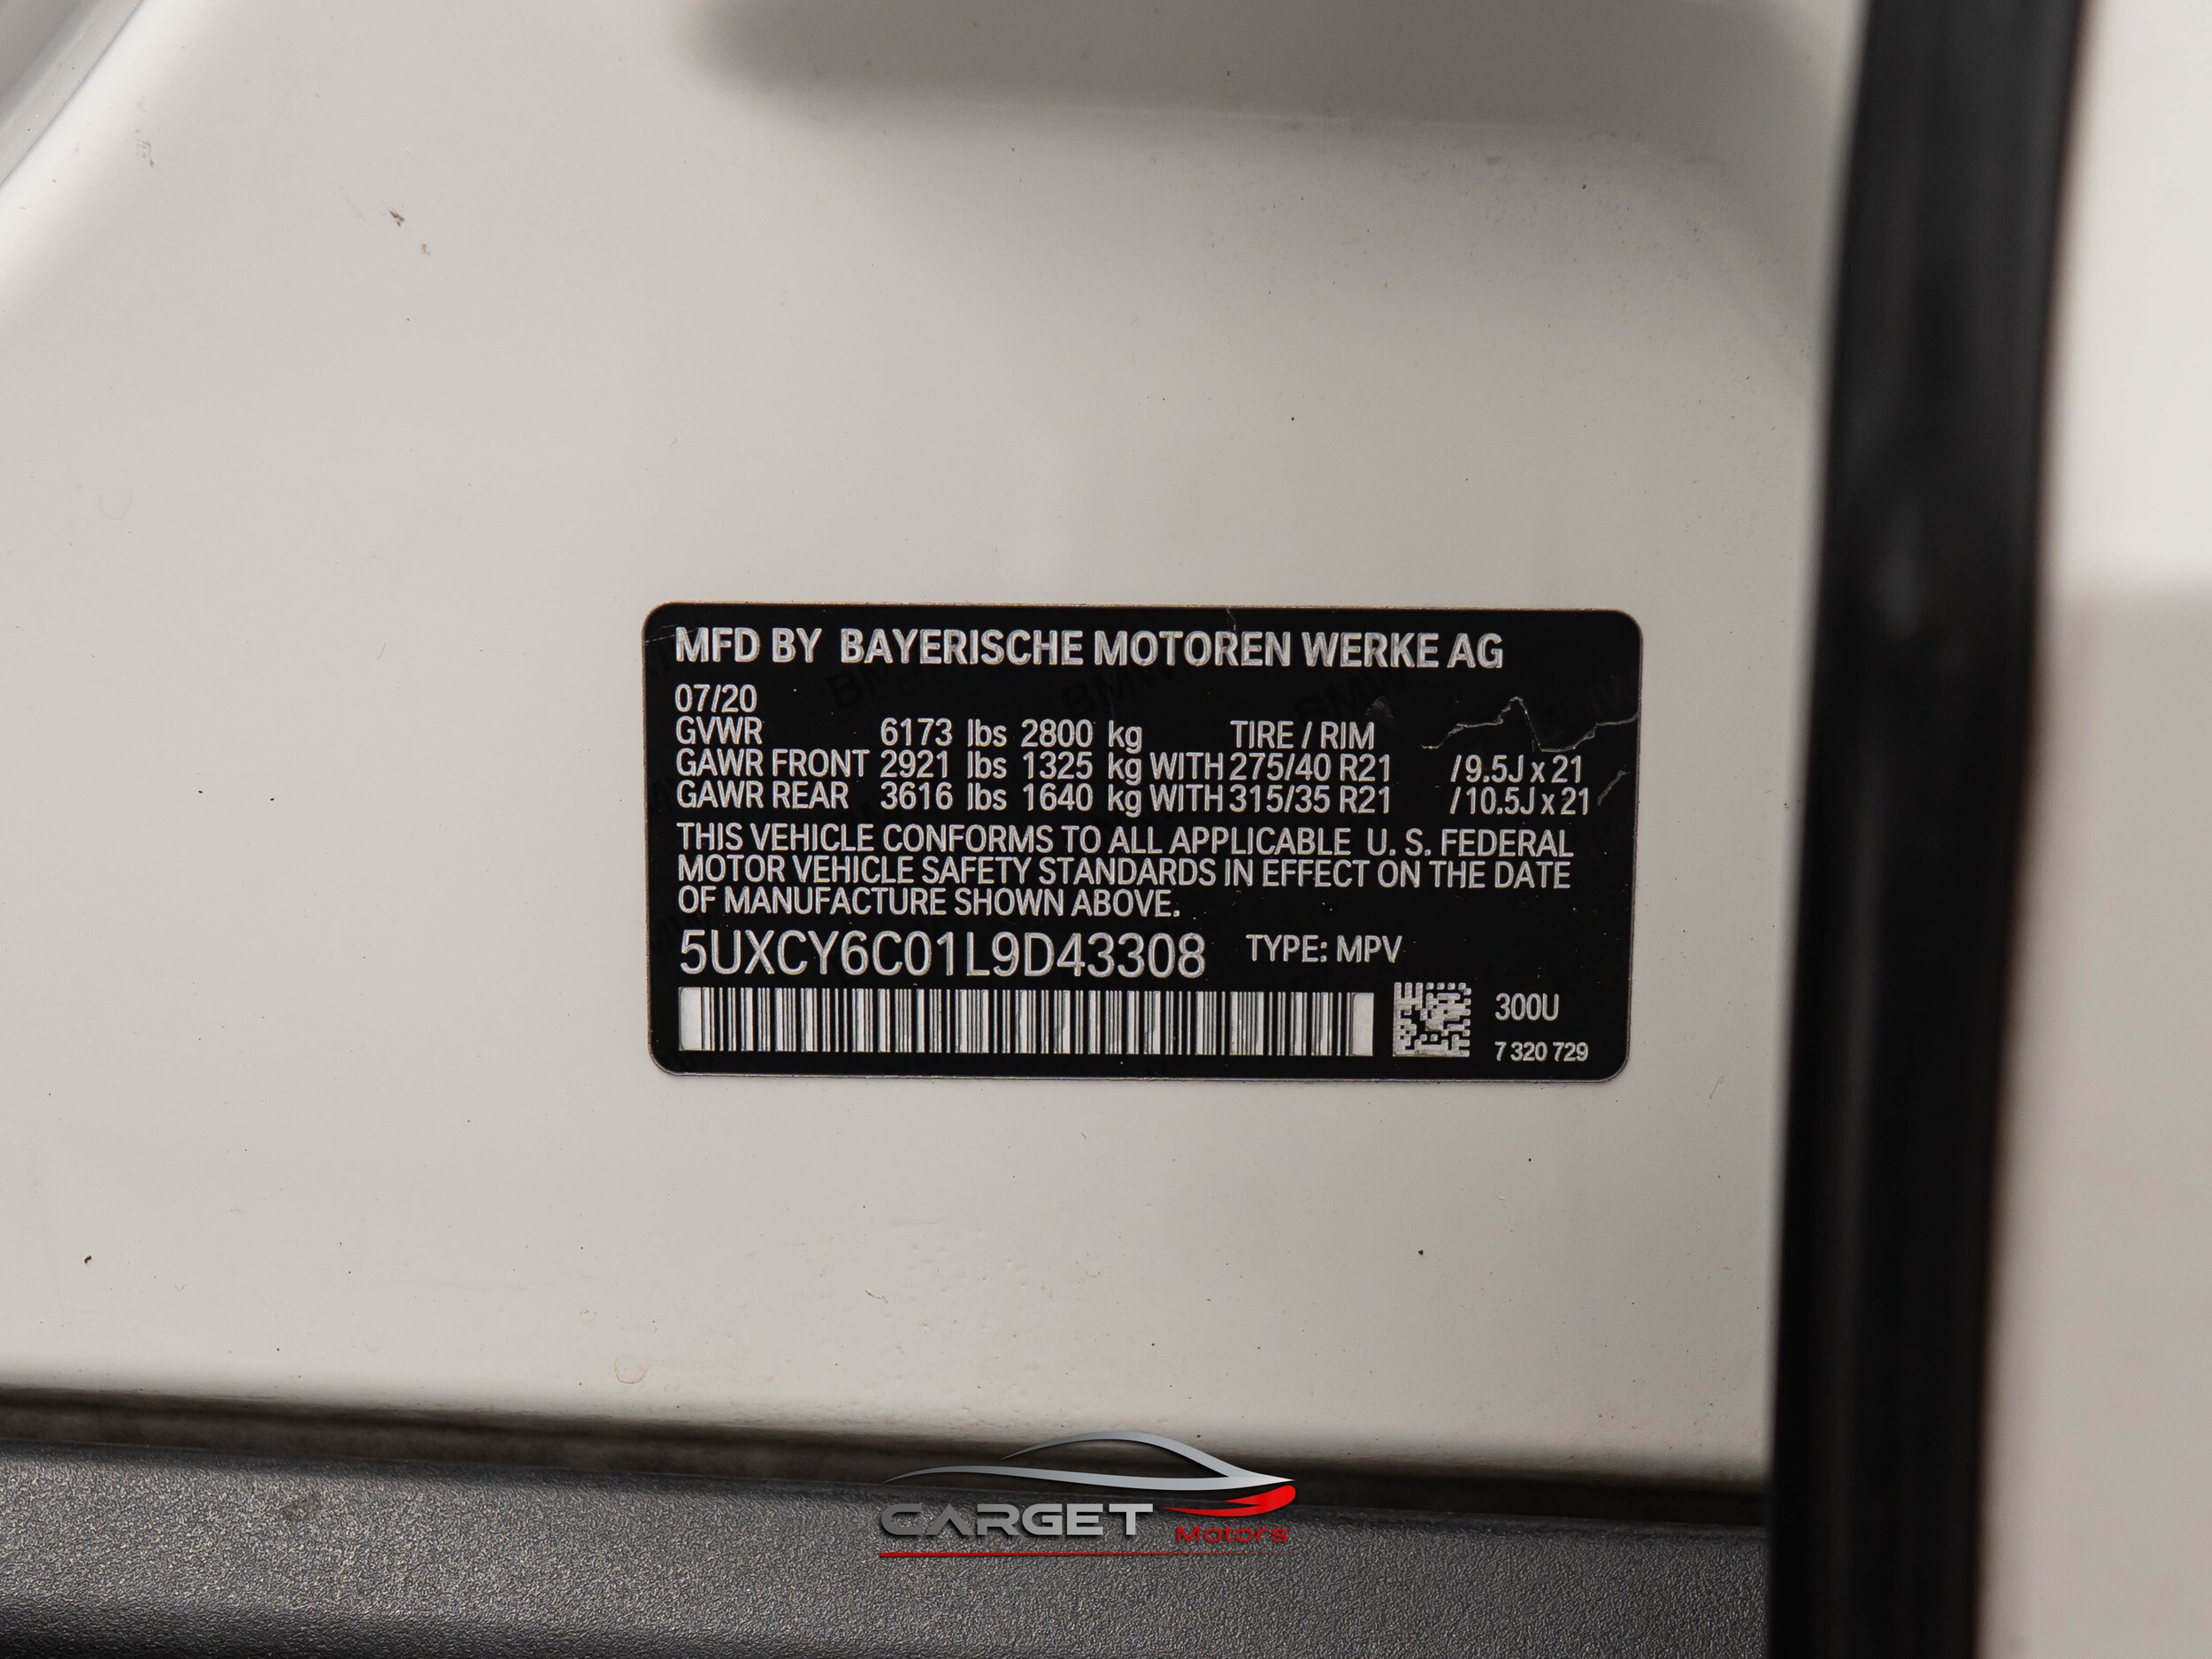 MFD BY BAYERISCHE MOTOREN WERKE AG
07/20
GVWR 6173 lbs 2800 kg TIRE / RIM
GAWR FRONT 2921 lbs 1325 kg WITH 275/40 R21 /9.5J x 21
GAWR REAR 3616 lbs 1640 kg WITH 315/35 R21 /10.5J x 21
THIS VEHICLE CONFORMS TO ALL APPLICABLE U. S. FEDERAL
MOTOR VEHICLE SAFETY STANDARDS IN EFFECT ON THE DATE
OF MANUFACTURE SHOWN ABOVE.
5UXCY6C01L9D43308 TYPE: MPV
300U
7 320 729
CARGET
Motors